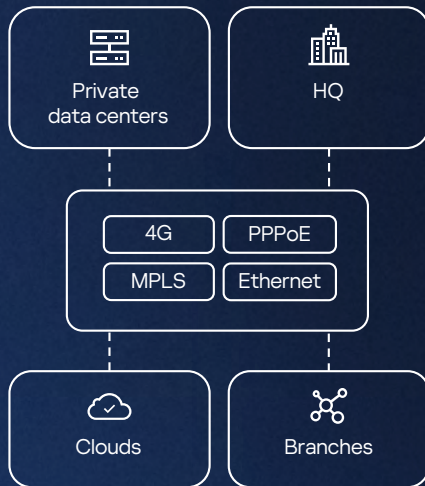 Private
data centers
HQ
4G
PPPoE
MPLS
Ethernet
Clouds
Branches